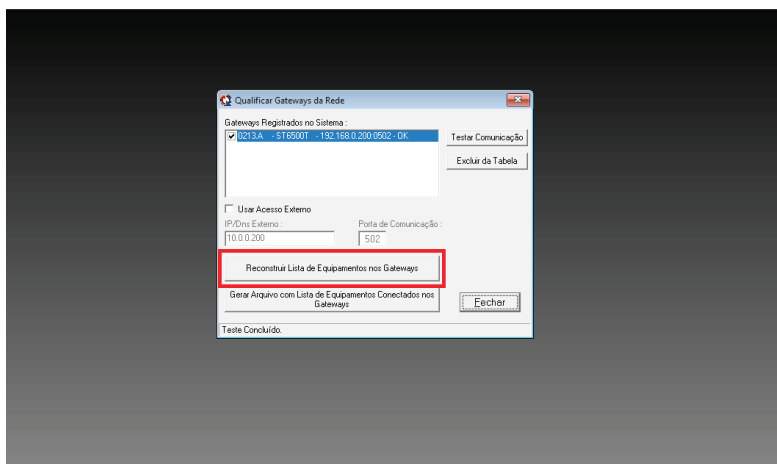 Qualificar Gateways da Rede
Gateways Registrados no Sistema :
0213.A - ST6500T - 192.168.0.200:0502 - OK
Testar Comunicação
Excluir da Tabela
Usar Acesso Externo
IP/Dns Externo :
Porta de Comunicação :
10.0.0.200
502
Reconstruir Lista de Equipamentos nos Gateways
Gerar Arquivo com Lista de Equipamentos Conectados nos
Gateways
Fechar
Teste Concluído.